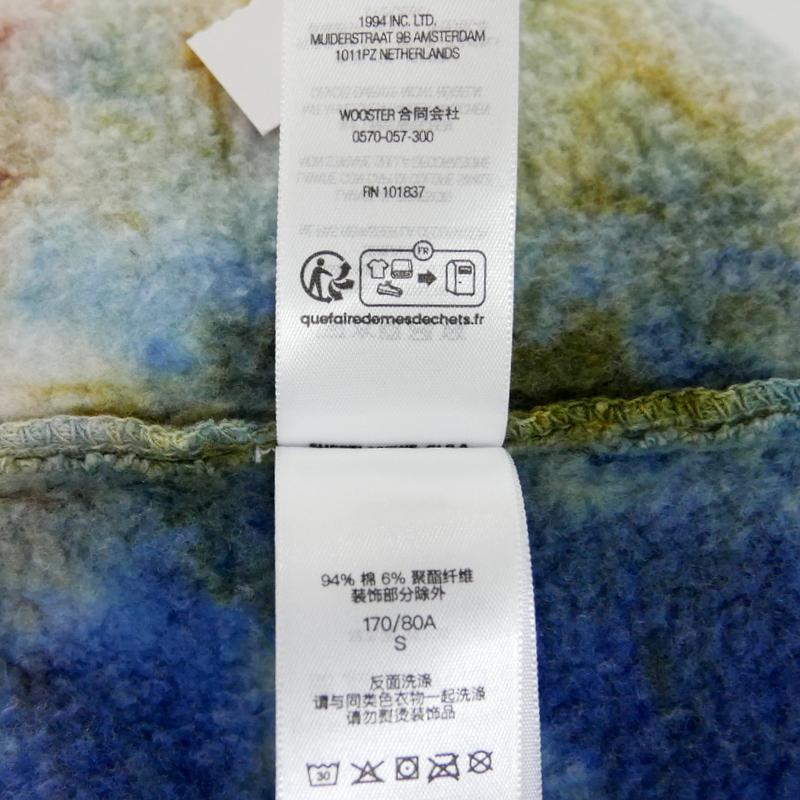 1994 INC. LTD.
MUIDERSTRAAT 9B AMSTERDAM
1011PZ NETHERLANDS
WOOSTER 合同会社
0570-057-300
RN 101837
FR
quefairedemesdechets.fr
94% 棉 6% 聚酯纤维
装饰部分除外
170/80A
S
反面洗涤
请与同类色衣物一起洗涤
请勿熨烫装饰品
30